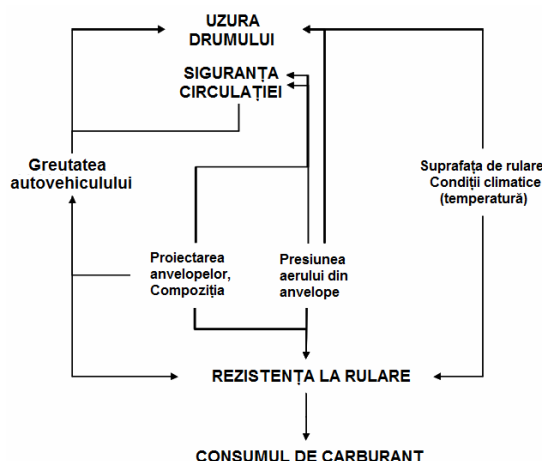 UZURA
DRUMULUI
SIGURANȚA
CIRCULAȚIEI
Greutatea
autovehiculului
Suprafața de rulare
Condiții climatice
(temperatură)
Proiectarea
anvelopelor,
Compoziția
Presiunea
aerului din
anvelope
REZISTENȚA LA RULARE
CONSUMUL DE CARBURANT